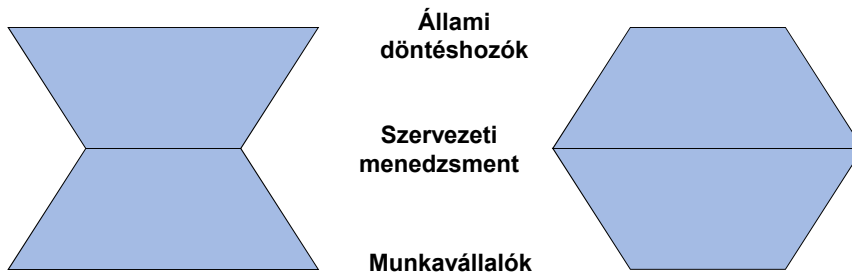 Állami
döntéshozók
Szervezeti
menedzsment
Munkavállalók